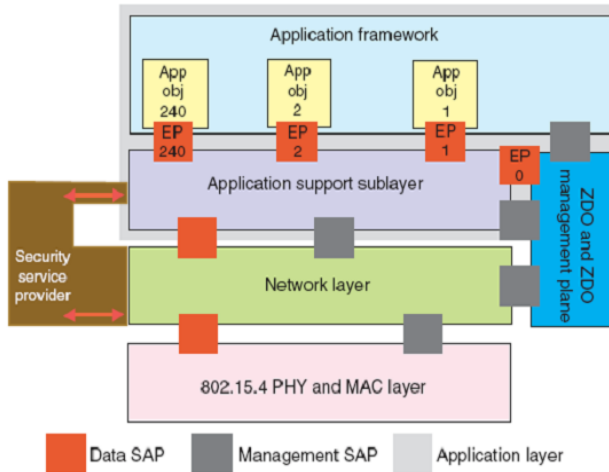 Application framework
App
obj
240
App
obj
2
App
obj
1
EP
240
EP
2
EP
1
EP
0
Application support sublayer
ZDO and ZDO
management plane
Security
service
provider
Network layer
802.15.4 PHY and MAC layer
Data SAP
Management SAP
Application layer